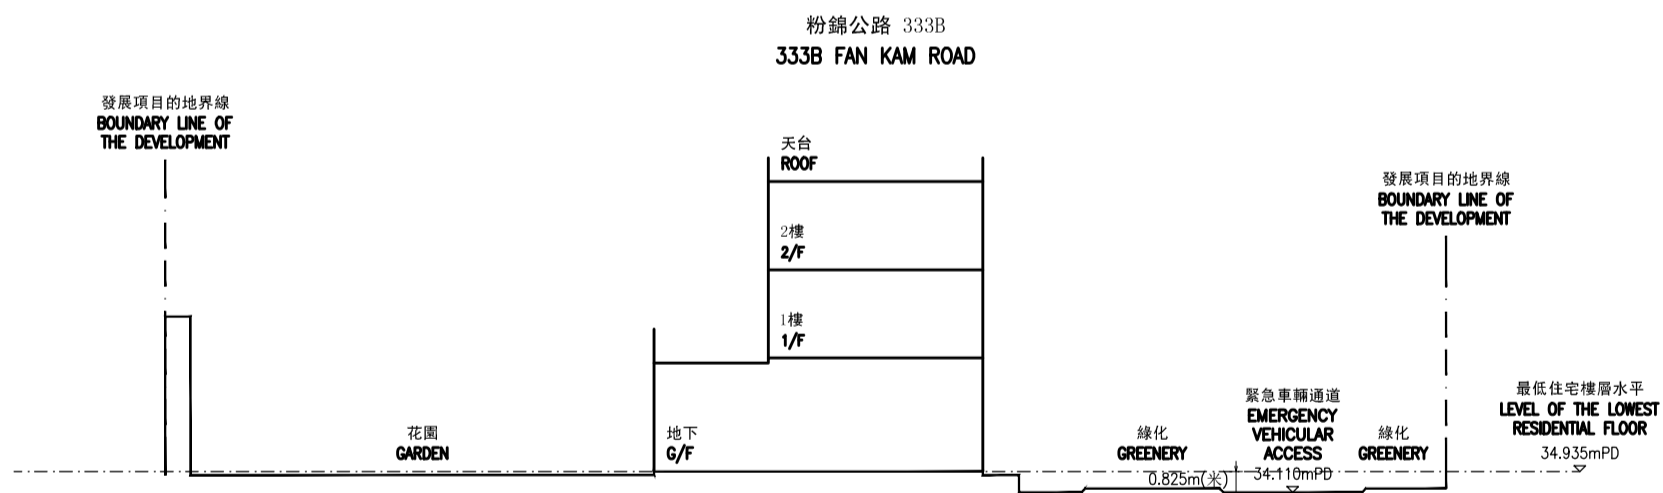 粉錦公路 333B
333B FAN KAM ROAD
發展項目的地界線
BOUNDARY LINE OF
THE DEVELOPMENT
天台
ROOF
2樓
2/F
1樓
1/F
地下
G/F
花園
GARDEN
發展項目的地界線
BOUNDARY LINE OF
THE DEVELOPMENT
綠化
GREENERY
緊急車輛通道
EMERGENCY
VEHICULAR
ACCESS
34.110mPD
0.825m(米)
綠化
GREENERY
最低住宅樓層水平
LEVEL OF THE LOWEST
RESIDENTIAL FLOOR
34.935mPD